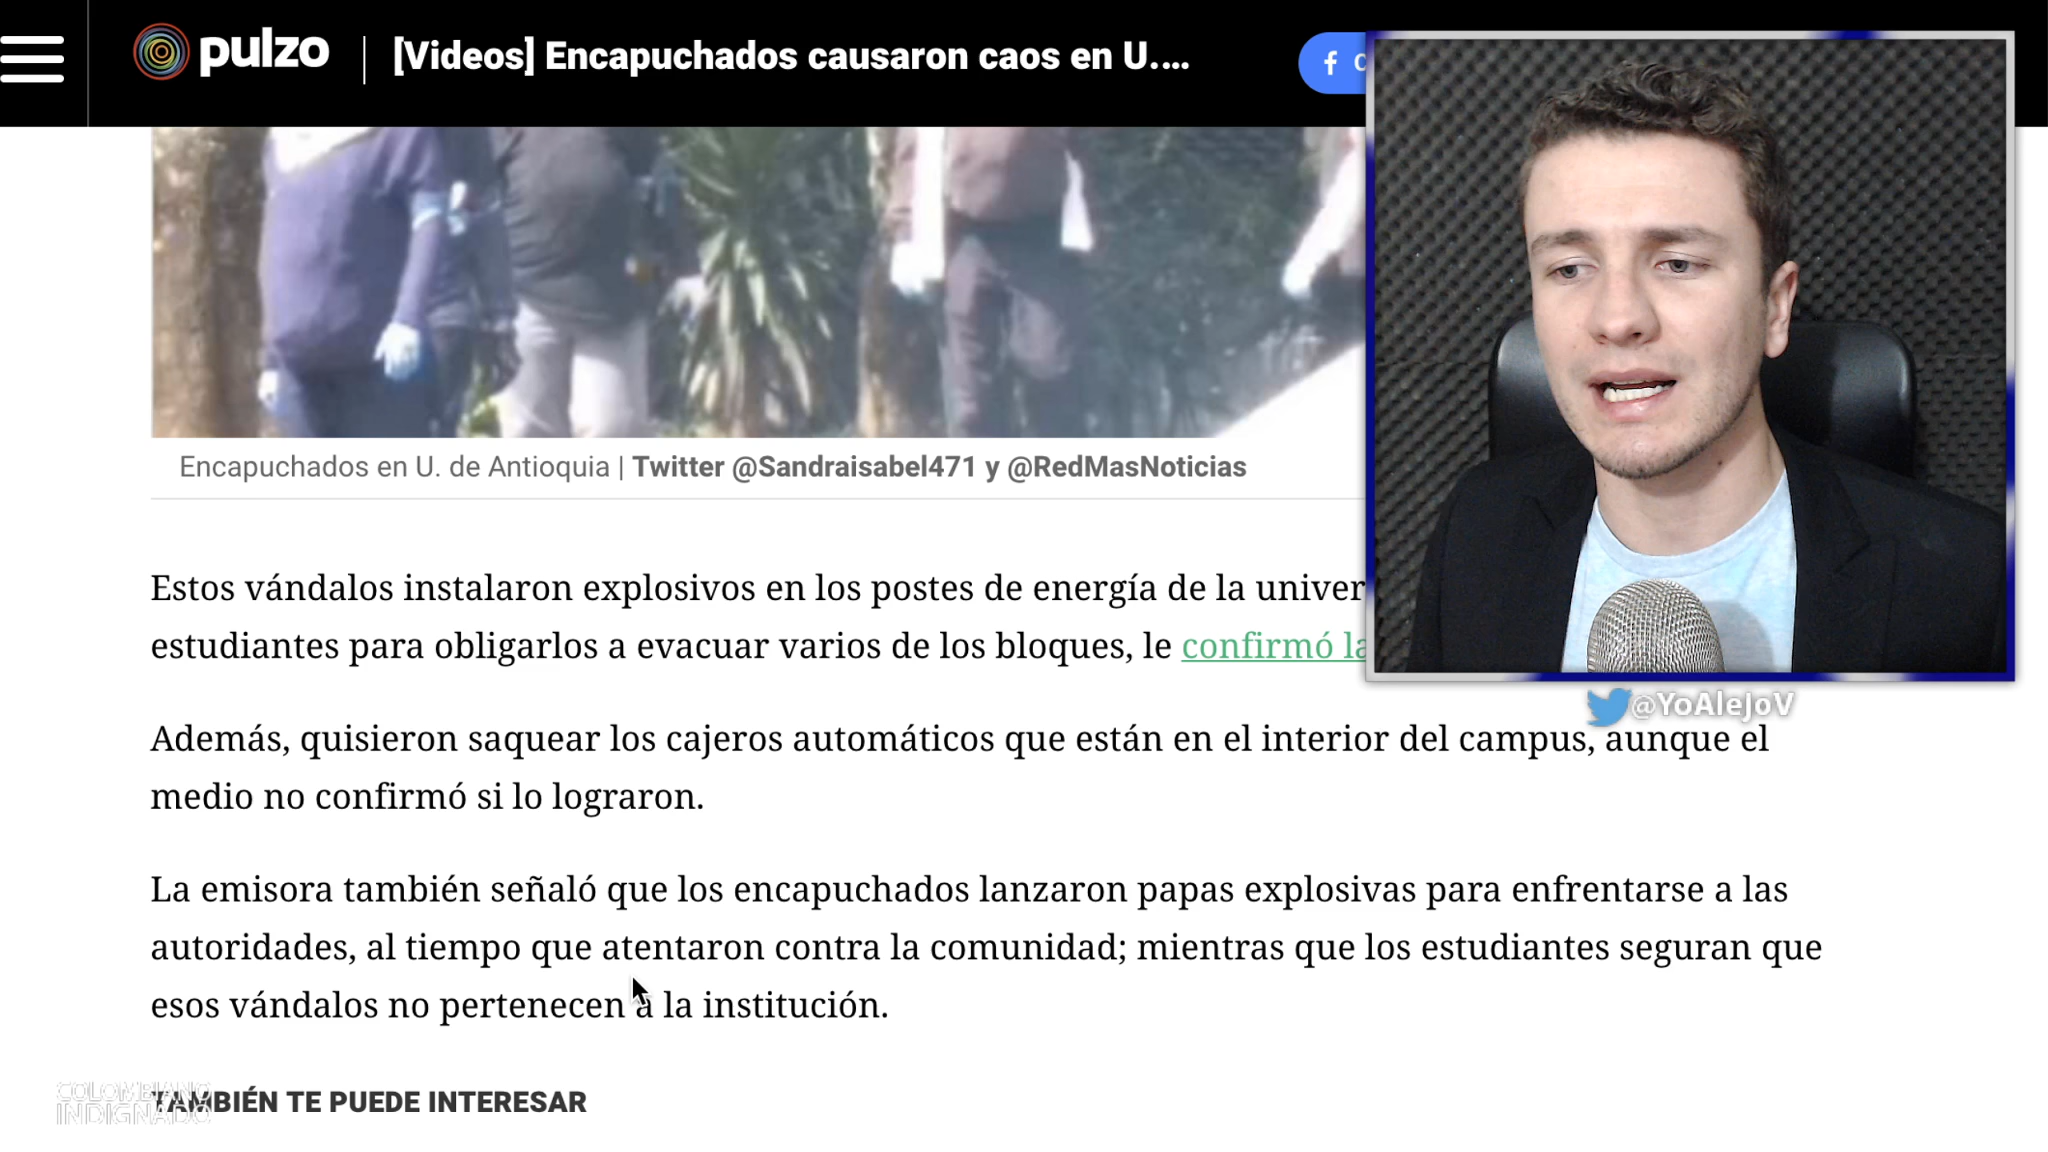 pulzo | [Videos] Encapuchados causaron caos en U....
Encapuchados en U. de Antioquia | Twitter @Sandraisabel471 y @RedMasNoticias
Estos vándalos instalaron explosivos en los postes de energía de la
estudiantes para obligarlos a evacuar varios de los bloques, le confirmó
@YoAleJoV
Además, quisieron saquear los cajeros automáticos que están en el interior del campus, aunque el
medio no confirmó si lo lograron.
La emisora también señaló que los encapuchados lanzaron papas explosivas para enfrentarse a las
autoridades, al tiempo que atentaron contra la comunidad; mientras que los estudiantes seguran que
esos vándalos no pertenecen a la institución.
COLOMBIANO
INDIGNADO
TAMBIÉN TE PUEDE INTERESAR